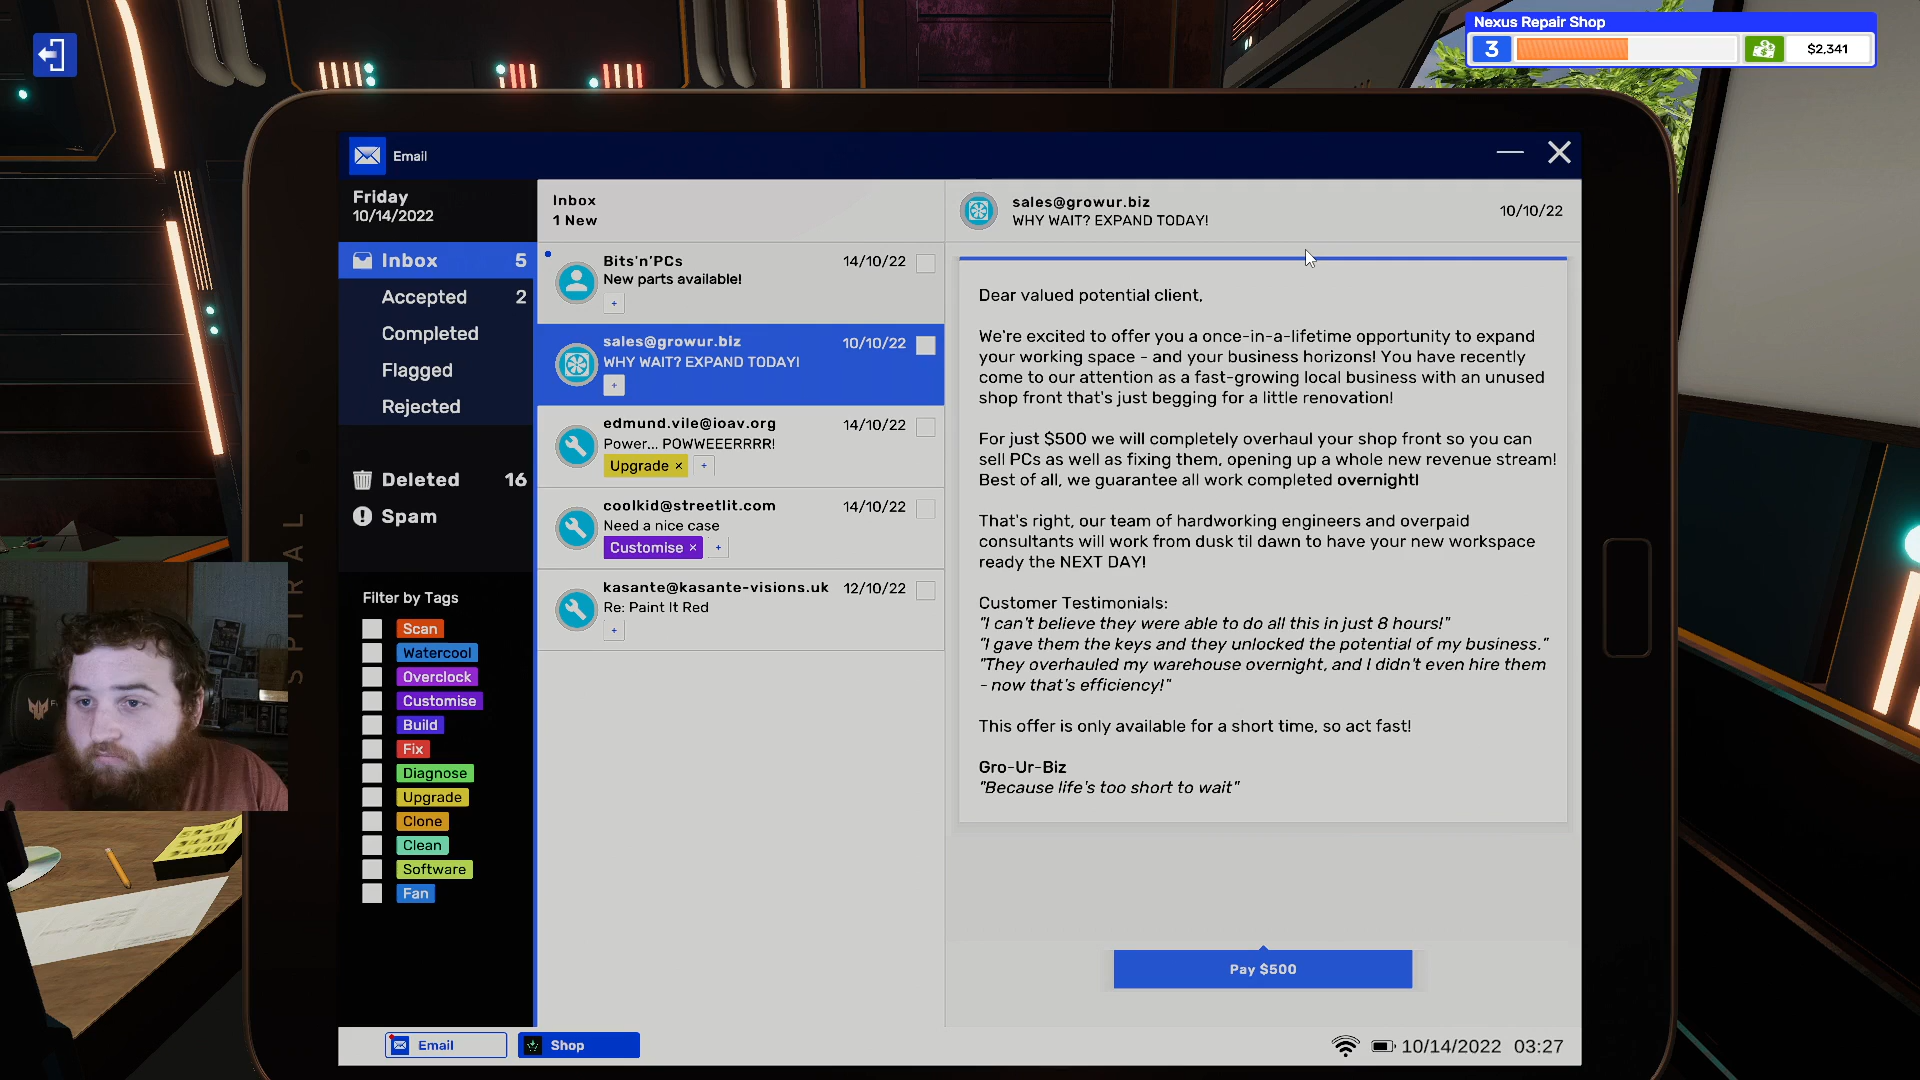 Nexus Repair Shop
3
$2,341
Email
Friday
10/14/2022
Inbox 5
Accepted 2
Completed
Flagged
Rejected
Deleted 16
Spam
Filter by Tags
Scan
Watercool
Overclock
Customise
Build
Fix
Diagnose
Upgrade
Clone
Clean
Software
Fan
Inbox
1 New
Bits'n'PCs 14/10/22
New parts available!
+
sales@growur.biz 10/10/22
WHY WAIT? EXPAND TODAY!
+
edmund.vile@ioav.org 14/10/22
Power... POWWEEERRRR!
Upgrade × +
coolkid@streetlit.com 14/10/22
Need a nice case
Customise × +
kasante@kasante-visions.uk 12/10/22
Re: Paint It Red
+
sales@growur.biz
WHY WAIT? EXPAND TODAY!
10/10/22
Dear valued potential client,
We're excited to offer you a once-in-a-lifetime opportunity to expand
your working space - and your business horizons! You have recently
come to our attention as a fast-growing local business with an unused
shop front that's just begging for a little renovation!
For just $500 we will completely overhaul your shop front so you can
sell PCs as well as fixing them, opening up a whole new revenue stream!
Best of all, we guarantee all work completed overnight!
That's right, our team of hardworking engineers and overpaid
consultants will work from dusk til dawn to have your new workspace
ready the NEXT DAY!
Customer Testimonials:
"I can't believe they were able to do all this in just 8 hours!"
"I gave them the keys and they unlocked the potential of my business."
"They overhauled my warehouse overnight, and I didn't even hire them
- now that's efficiency!"
This offer is only available for a short time, so act fast!
Gro-Ur-Biz
"Because life's too short to wait"
Pay $500
Email
Shop
10/14/2022 03:27
SPIRAL